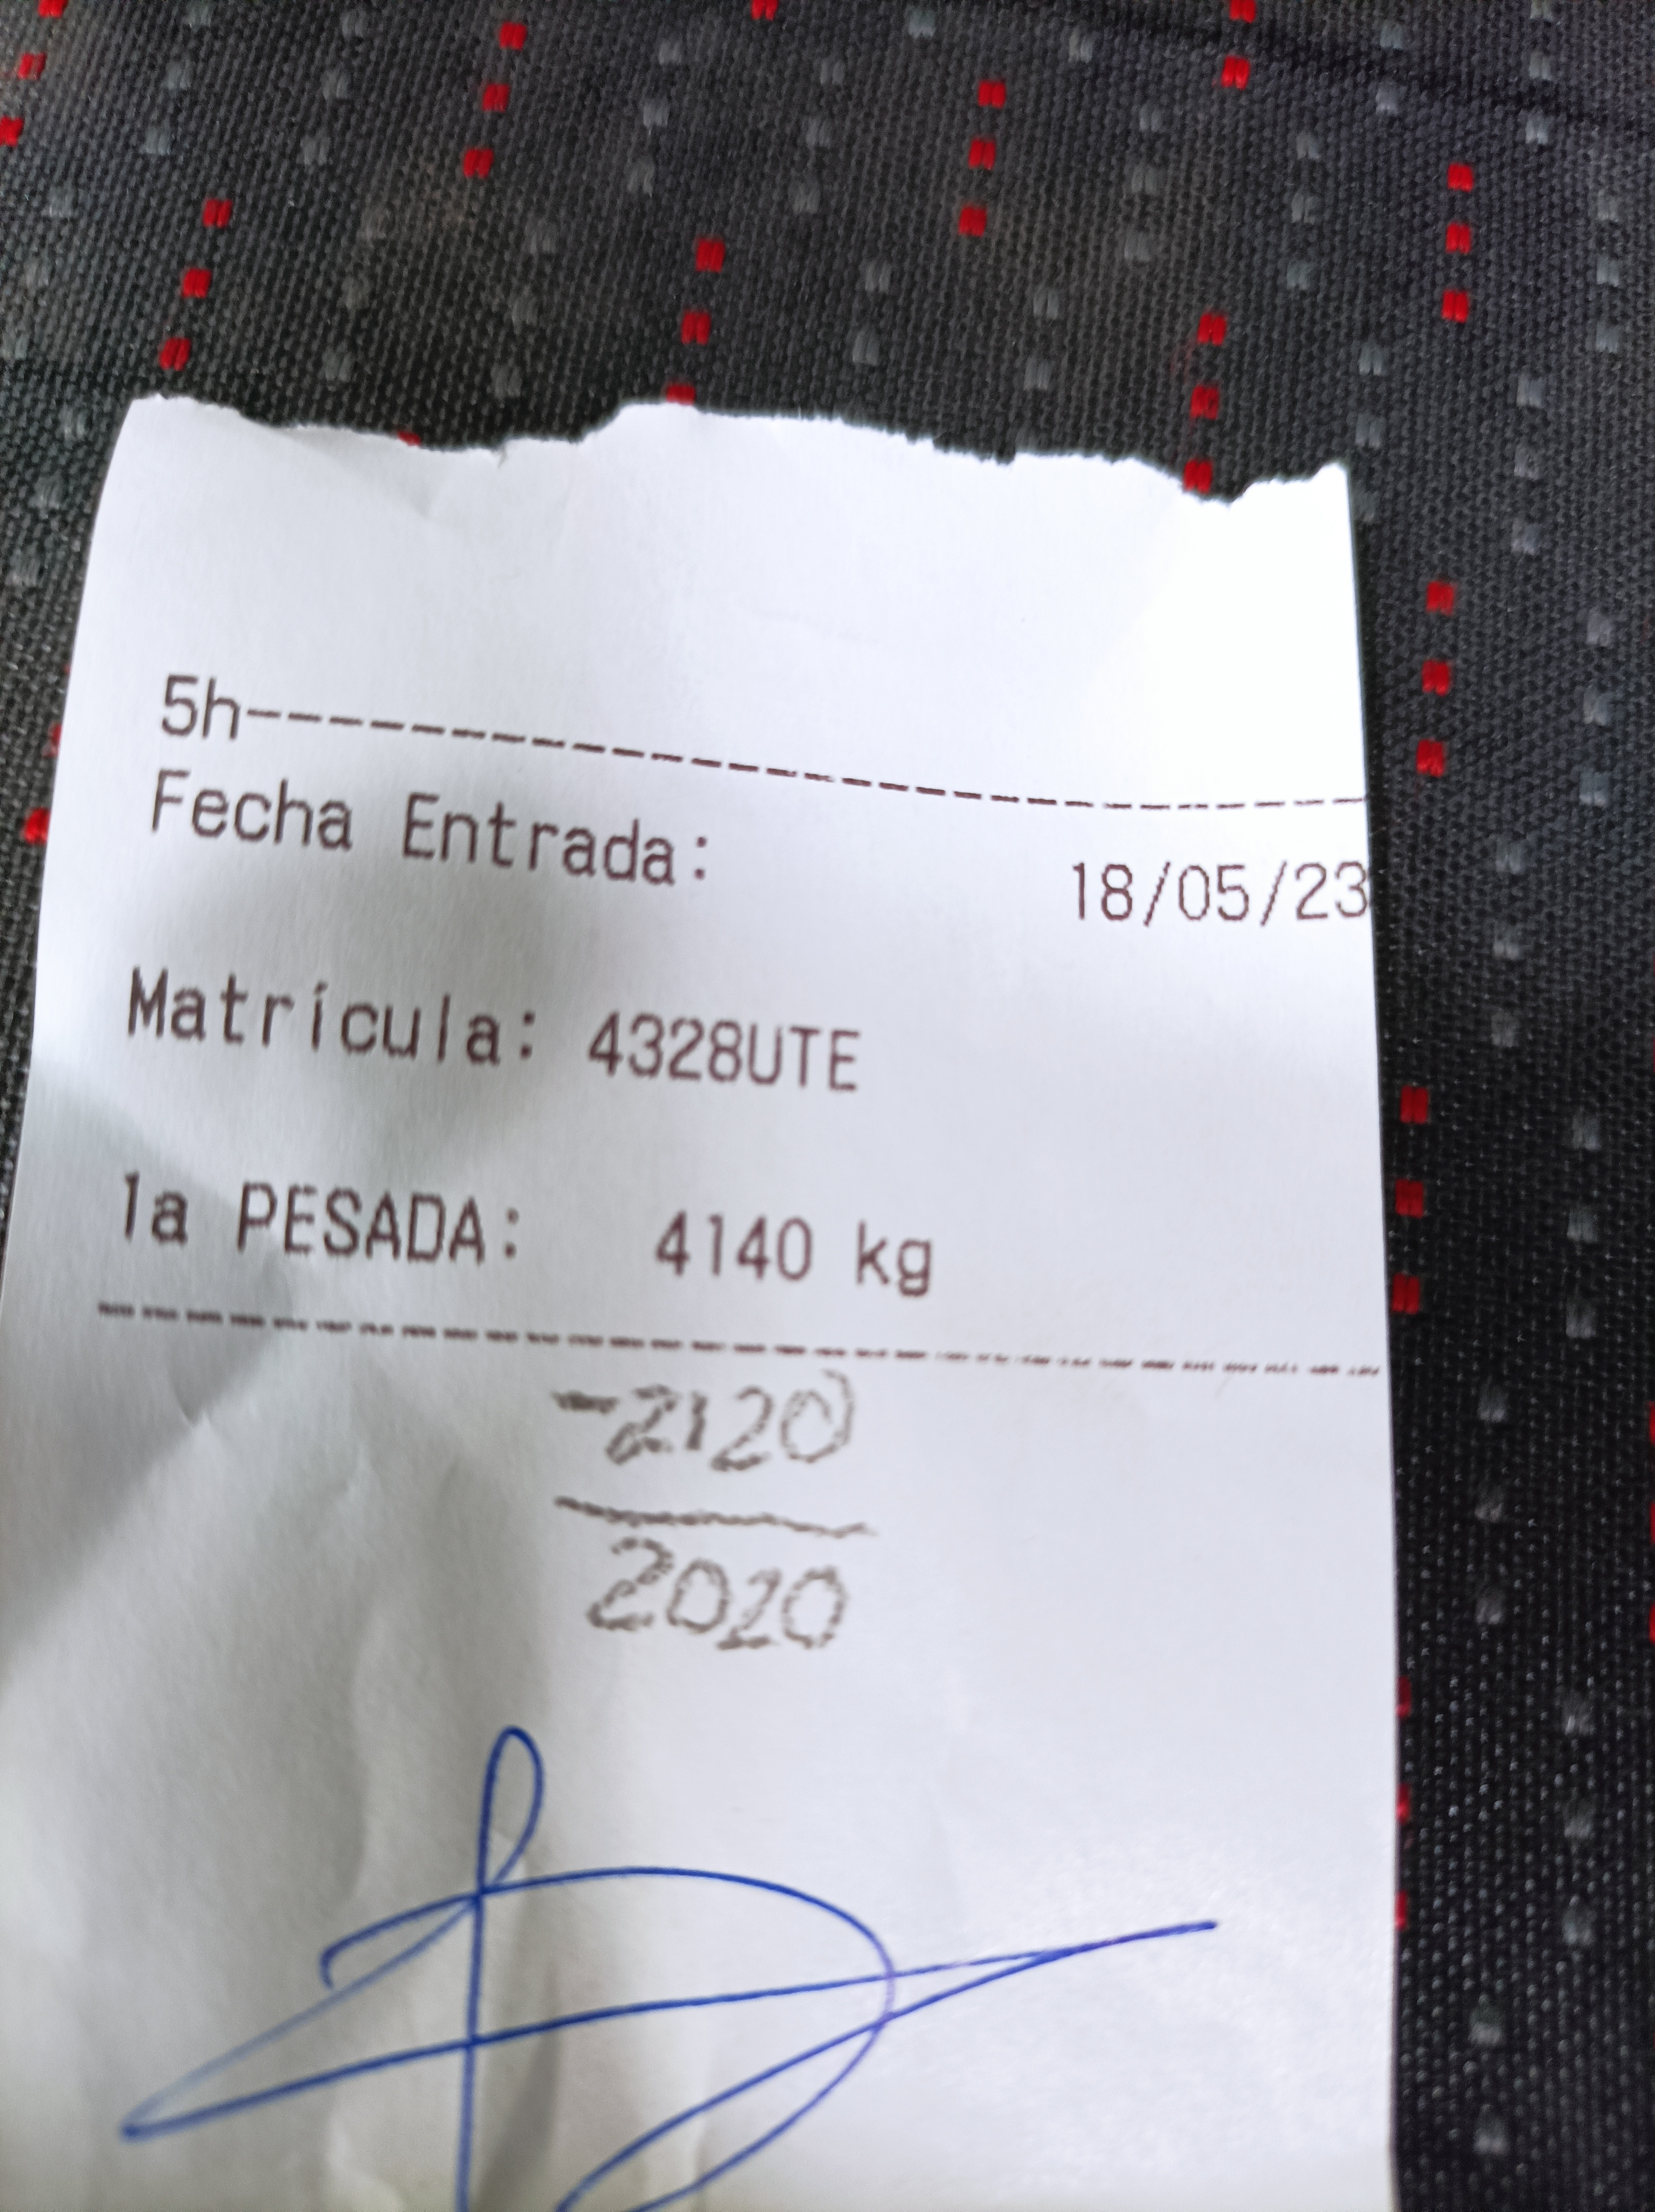 5h-----------------------------
Fecha Entrada: 18/05/23
Matrícula: 4328UTE
1a PESADA: 4140 kg
-2120
2020